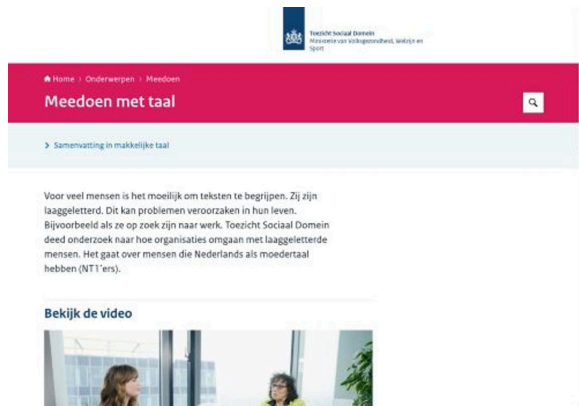 Toezicht Sociaal Domein
Ministerie van Volksgezondheid, Welzijn en
Sport
Home > Onderwerpen > Meedoen
Meedoen met taal
> Samenvatting in makkelijke taal
Voor veel mensen is het moeilijk om teksten te begrijpen. Zij zijn
laaggeletterd. Dit kan problemen veroorzaken in hun leven.
Bijvoorbeeld als ze op zoek zijn naar werk. Toezicht Sociaal Domein
deed onderzoek naar hoe organisaties omgaan met laaggeletterde
mensen. Het gaat over mensen die Nederlands als moedertaal
hebben (NT1'ers).
Bekijk de video